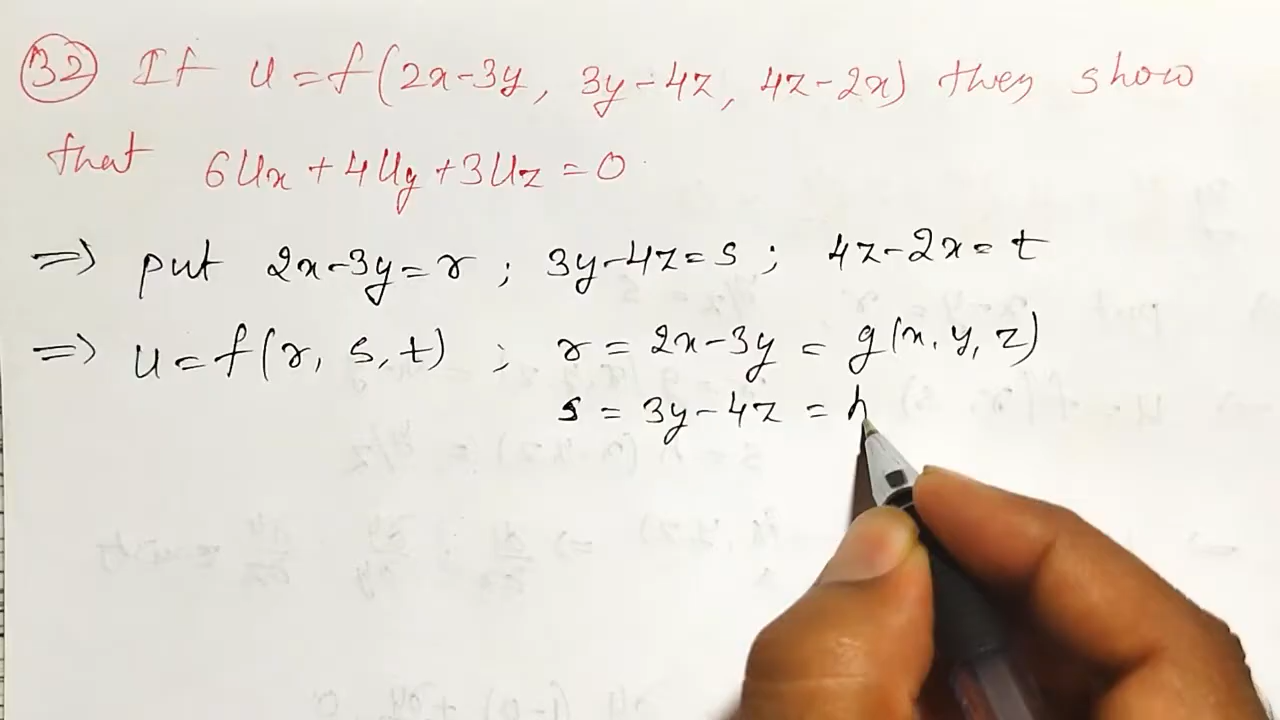 32 If u = f(2x-3y, 3y-4z, 4z-2x) then show
that 6Ux + 4Uy + 3Uz = 0
=> put 2x-3y = r ; 3y-4z = s ; 4z-2x = t
=> u = f(r, s, t) ; r = 2x-3y = g(x, y, z)
s = 3y-4z = h